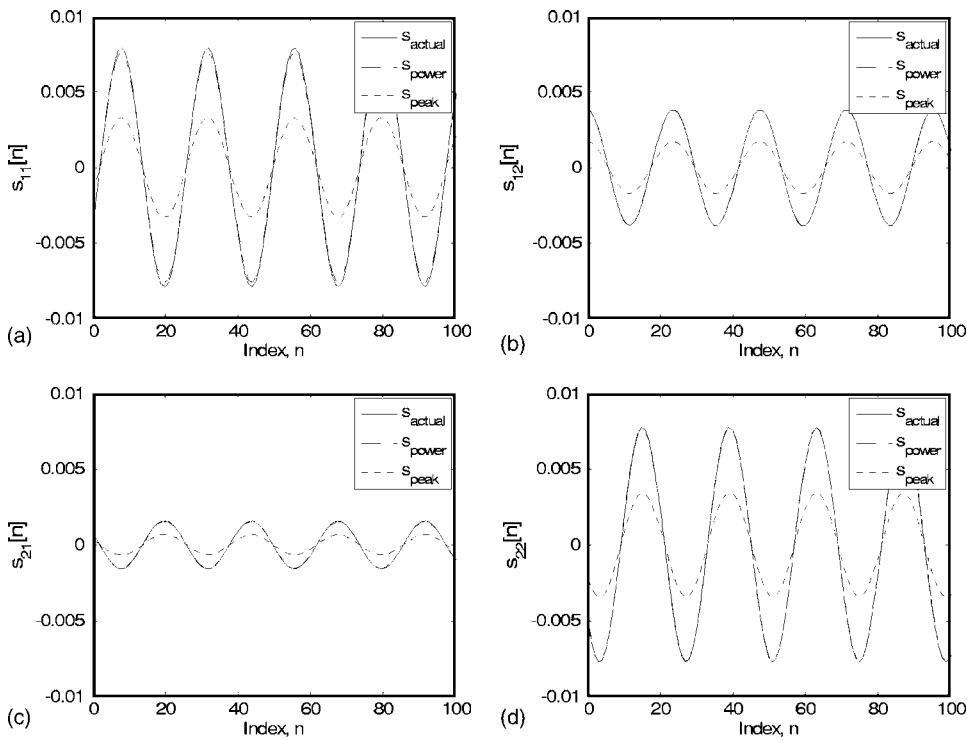 0.01
0.005
0
-0.005
-0.01
s11[n]
s_actual
s_power
s_peak
0 20 40 60 80 100
Index, n
(a)
0.01
0.005
0
-0.005
-0.01
s12[n]
s_actual
s_power
s_peak
0 20 40 60 80 100
Index, n
(b)
0.01
0.005
0
-0.005
-0.01
s21[n]
s_actual
s_power
s_peak
0 20 40 60 80 100
Index, n
(c)
0.01
0.005
0
-0.005
-0.01
s22[n]
s_actual
s_power
s_peak
0 20 40 60 80 100
Index, n
(d)